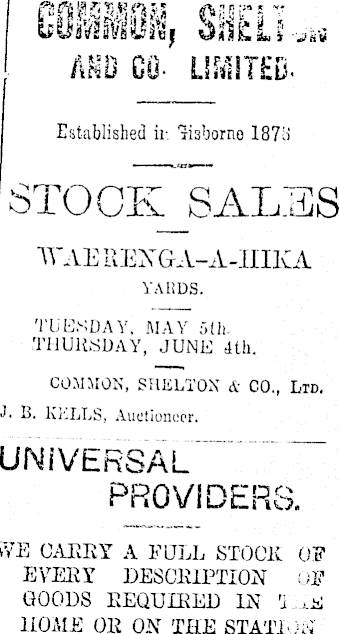 COMMON, SHELTON
AND CO. LIMITED.
Established in Gisborne 1878
STOCK SALES
WAERENGA-A-HIKA
YARDS.
TUESDAY, MAY 5th.
THURSDAY, JUNE 4th.
COMMON, SHELTON & CO., LTD.
J. B. KELLS, Auctioneer.
UNIVERSAL
PROVIDERS.
WE CARRY A FULL STOCK OF
EVERY DESCRIPTION OF
GOODS REQUIRED IN
HOME OR ON THE STATION